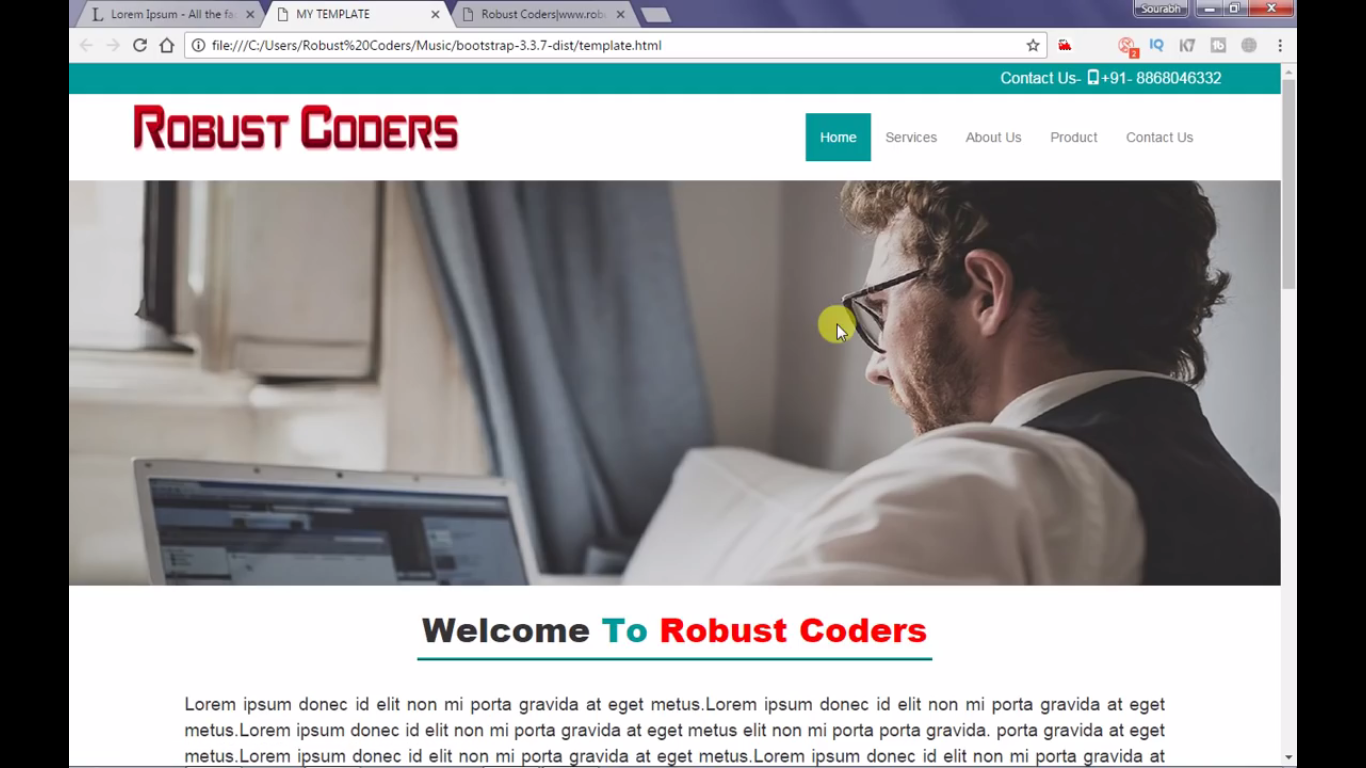 Lorem Ipsum - All the fa
MY TEMPLATE
Robust Coders|www.rob
Sourabh
file:///C:/Users/Robust%20Coders/Music/bootstrap-3.3.7-dist/template.html
2
IQ
K7
Contact Us- +91- 8868046332
ROBUST CODERS
Home
Services
About Us
Product
Contact Us
Welcome To Robust Coders
Lorem ipsum donec id elit non mi porta gravida at eget metus.Lorem ipsum donec id elit non mi porta gravida at eget
metus.Lorem ipsum donec id elit non mi porta gravida at eget metus elit non mi porta porta gravida. porta gravida at eget
metus.Lorem ipsum donec id elit non mi porta gravida at eget metus.Lorem ipsum donec id elit non mi porta gravida at